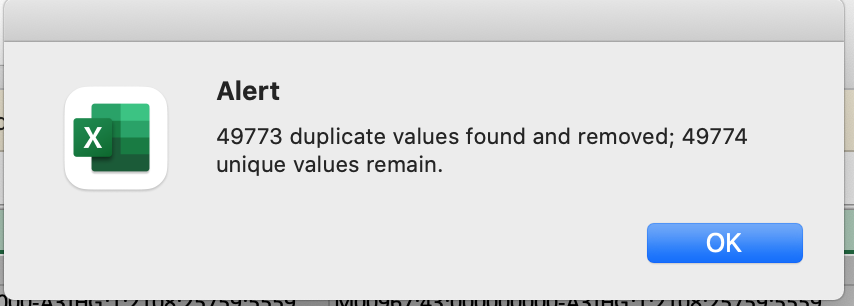 Alert
X
49773 duplicate values found and removed; 49774
unique values remain.
OK